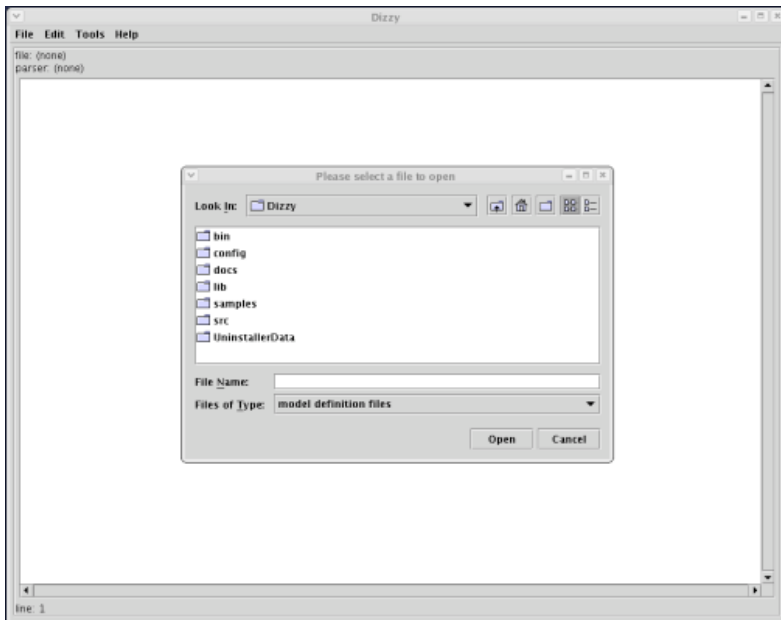 Dizzy
File Edit Tools Help
file: (none)
parser: (none)
Please select a file to open
Look In: Dizzy
bin
config
docs
lib
samples
src
UninstallerData
File Name:
Files of Type: model definition files
Open Cancel
line: 1